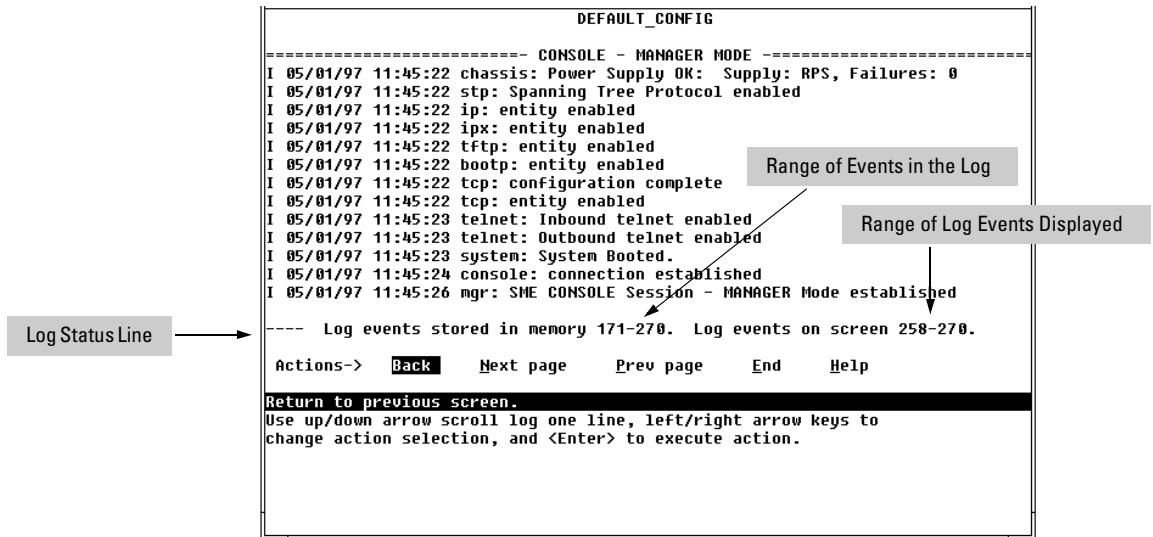 DEFAULT_CONFIG
==========================- CONSOLE - MANAGER MODE -============================
I 05/01/97 11:45:22 chassis: Power Supply OK: Supply: RPS, Failures: 0
I 05/01/97 11:45:22 stp: Spanning Tree Protocol enabled
I 05/01/97 11:45:22 ip: entity enabled
I 05/01/97 11:45:22 ipx: entity enabled
I 05/01/97 11:45:22 tftp: entity enabled
I 05/01/97 11:45:22 bootp: entity enabled
I 05/01/97 11:45:22 tcp: configuration complete
I 05/01/97 11:45:22 tcp: entity enabled
I 05/01/97 11:45:23 telnet: Inbound telnet enabled
I 05/01/97 11:45:23 telnet: Outbound telnet enabled
I 05/01/97 11:45:23 system: System Booted.
I 05/01/97 11:45:24 console: connection established
I 05/01/97 11:45:26 mgr: SME CONSOLE Session - MANAGER Mode established
Range of Events in the Log
Range of Log Events Displayed
Log Status Line
---- Log events stored in memory 171-270. Log events on screen 258-270.
Actions-> Back Next page Prev page End Help
Return to previous screen.
Use up/down arrow scroll log one line, left/right arrow keys to
change action selection, and <Enter> to execute action.